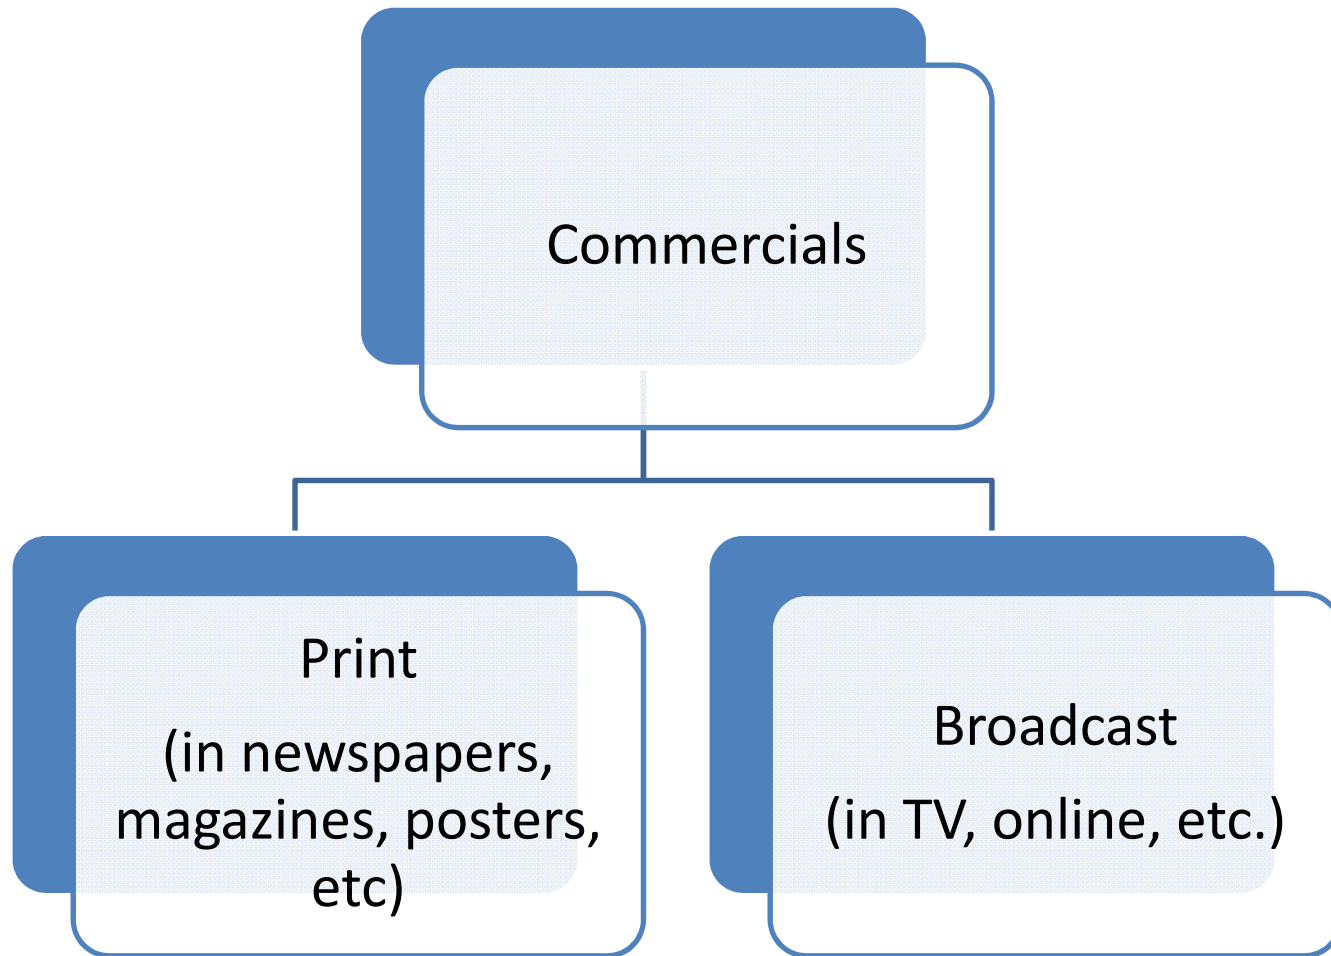 Commercials
Print
(in newspapers,
magazines, posters,
etc)
Broadcast
(in TV, online, etc.)